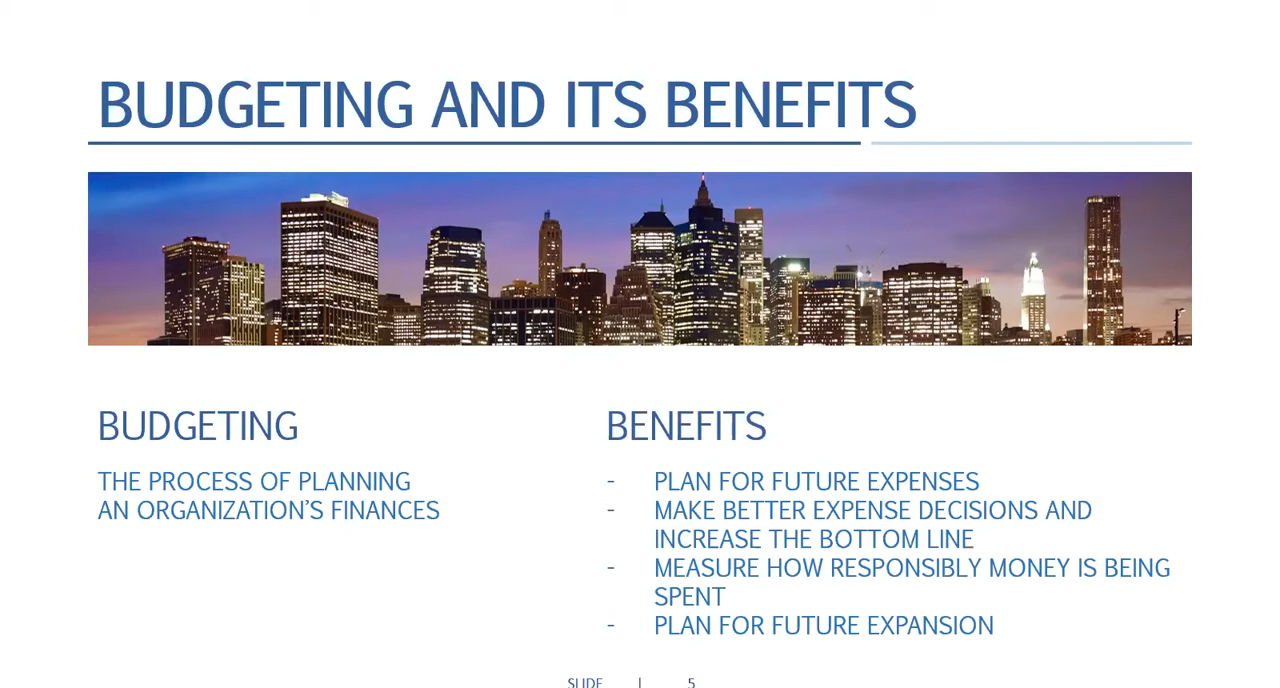 BUDGETING AND ITS BENEFITS
BUDGETING
THE PROCESS OF PLANNING
AN ORGANIZATION’S FINANCES
BENEFITS
- PLAN FOR FUTURE EXPENSES
- MAKE BETTER EXPENSE DECISIONS AND
INCREASE THE BOTTOM LINE
- MEASURE HOW RESPONSIBLY MONEY IS BEING
SPENT
- PLAN FOR FUTURE EXPANSION
SLIDE | 5